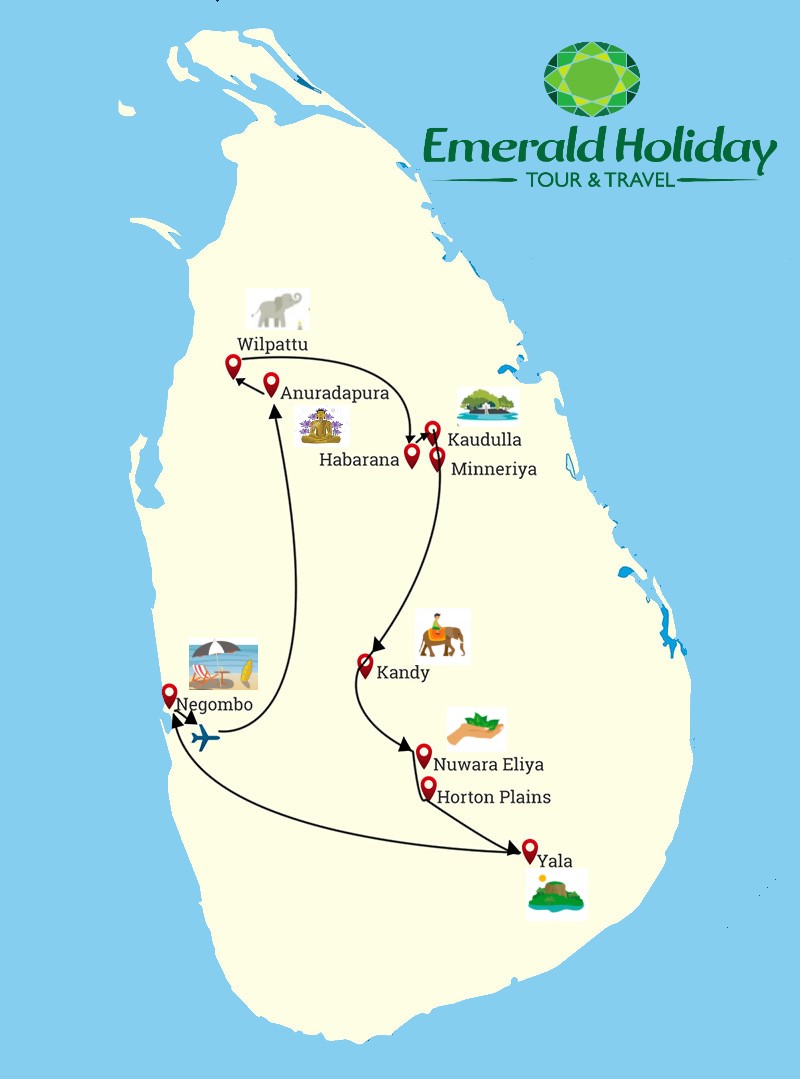 Emerald Holiday
TOUR & TRAVEL
Wilpattu
Anuradapura
Kaudulla
Habarana
Minneriya
Kandy
Negombo
Nuwara Eliya
Horton Plains
Yala